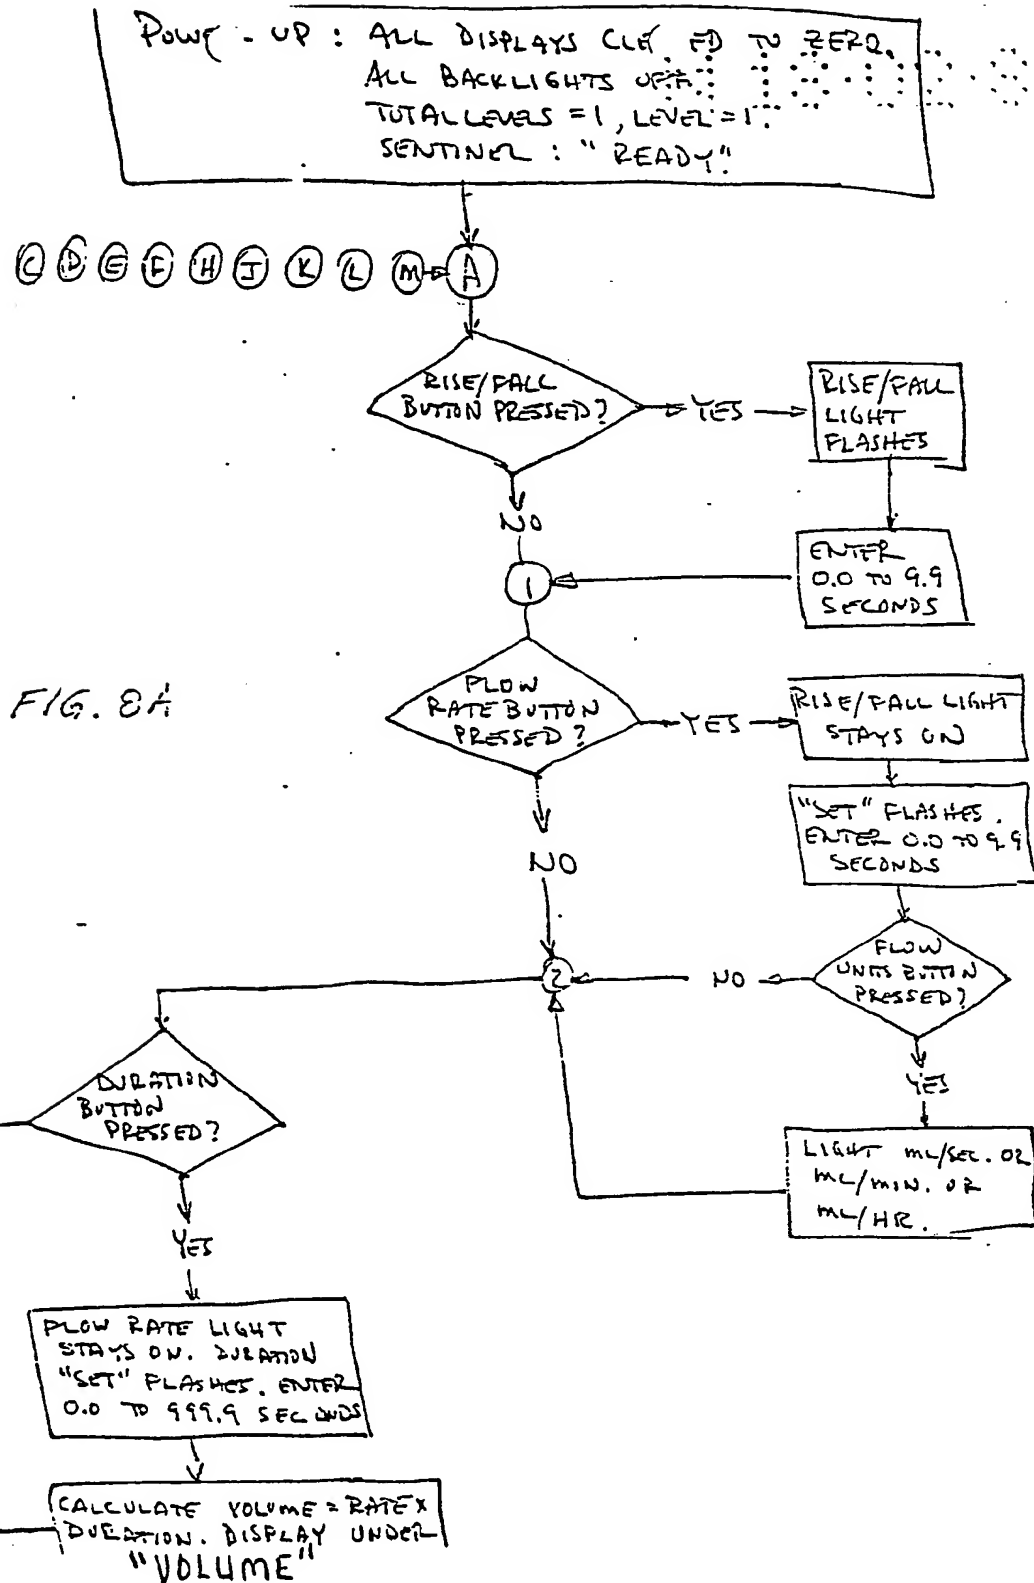 POWE - UP : ALL DISPLAYS CLE ED TO ZERO.
ALL BACKLIGHTS OFF.
TOTAL LEVELS = 1, LEVEL = 1.
SENTINEL : "READY"
C D E F H J K L M A
RISE/FALL
BUTTON PRESSED?
YES
RISE/FALL
LIGHT
FLASHES
NO
ENTER
0.0 TO 9.9
SECONDS
1
FIG. 8A
FLOW
RATE BUTTON
PRESSED?
YES
RISE/FALL LIGHT
STAYS ON
"SET" FLASHES.
ENTER 0.0 TO 9.9
SECONDS
NO
FLOW
UNITS BUTTON
PRESSED?
NO
2
YES
LIGHT mL/SEC. OR
mL/MIN. OR
mL/HR.
DURATION
BUTTON
PRESSED?
YES
FLOW RATE LIGHT
STAYS ON. DURATION
"SET" FLASHES. ENTER
0.0 TO 999.9 SECONDS
CALCULATE VOLUME = RATE X
DURATION. DISPLAY UNDER
"VOLUME"